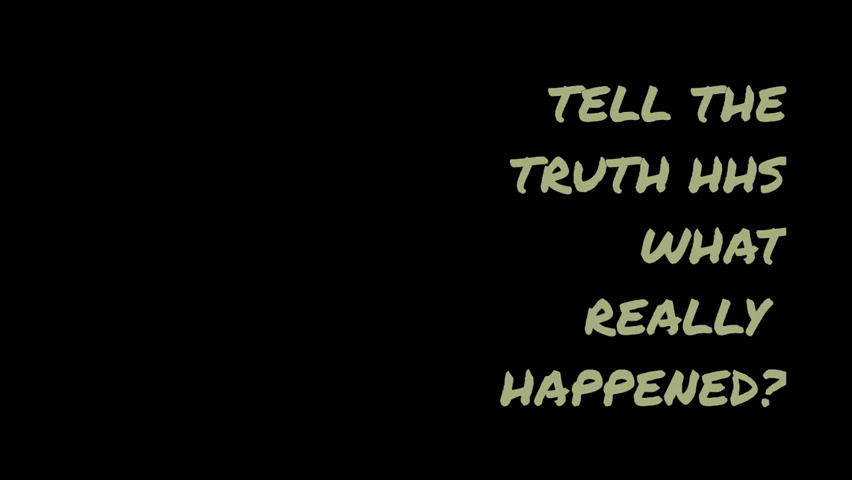 TELL THE
TRUTH HHS
WHAT
REALLY
HAPPENED?